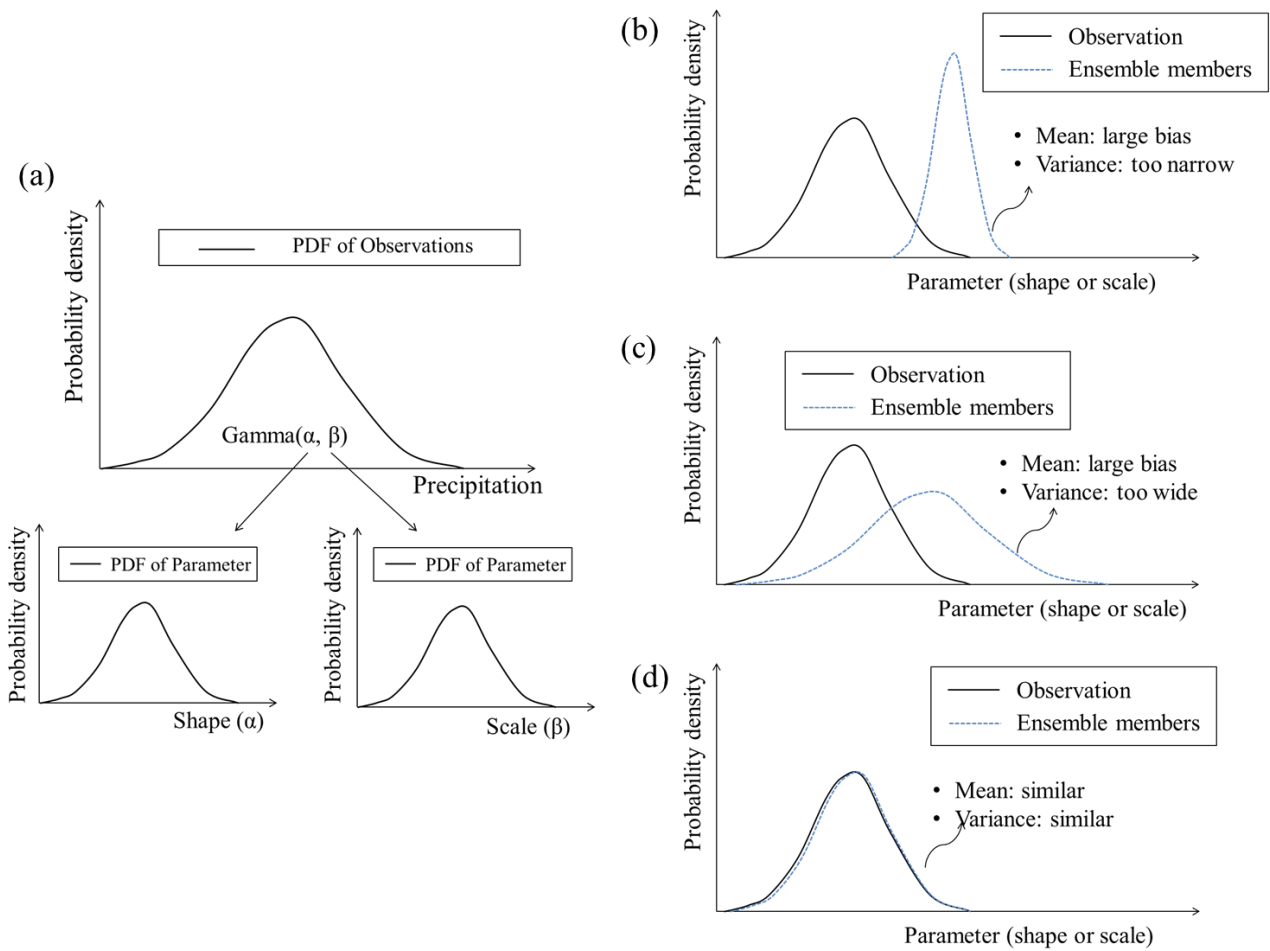 (a)
Probability density
PDF of Observations
Gamma(α, β)
Precipitation
Probability density
PDF of Parameter
Shape (α)
Probability density
PDF of Parameter
Scale (β)
(b)
Probability density
Observation
Ensemble members
• Mean: large bias
• Variance: too narrow
Parameter (shape or scale)
(c)
Probability density
Observation
Ensemble members
• Mean: large bias
• Variance: too wide
Parameter (shape or scale)
(d)
Probability density
Observation
Ensemble members
• Mean: similar
• Variance: similar
Parameter (shape or scale)